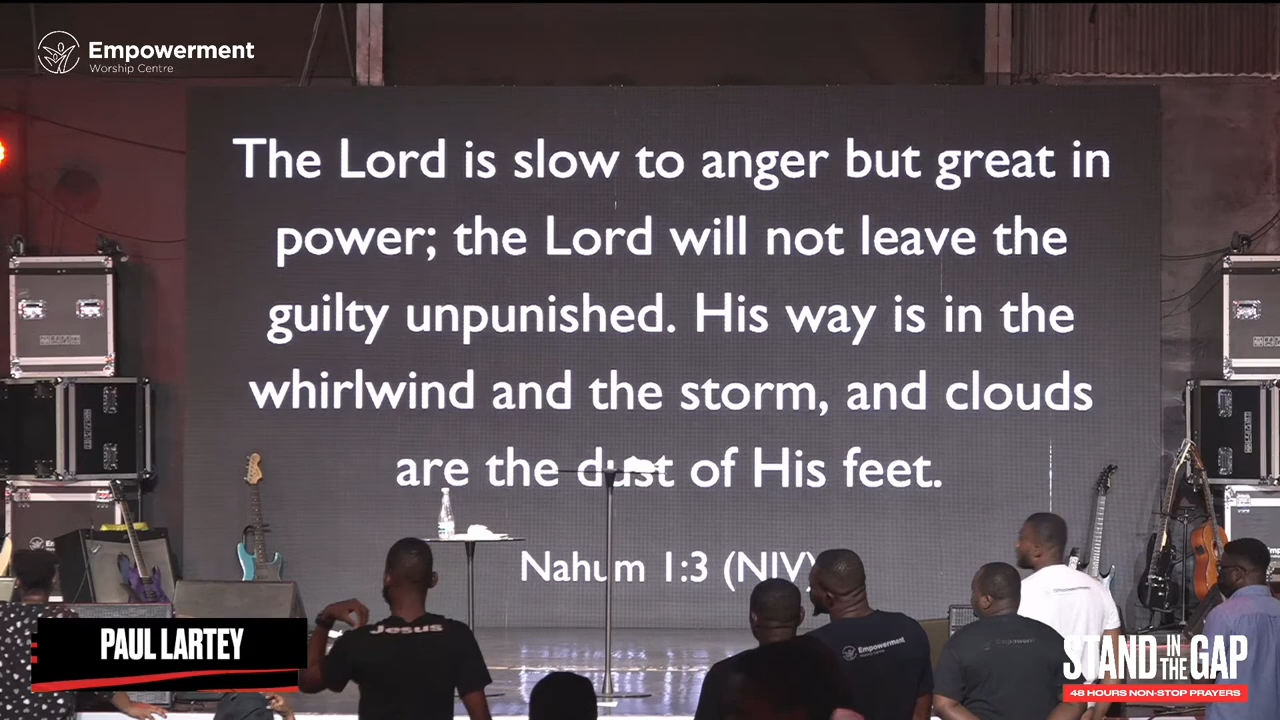 Empowerment
Worship Centre
The Lord is slow to anger but great in
power; the Lord will not leave the
guilty unpunished. His way is in the
whirlwind and the storm, and clouds
are the dust of His feet.
Nahum 1:3 (NIV)
Jesus
Empowerment
PAUL LARTEY
STAND IN THE GAP
48 HOURS NON-STOP PRAYERS